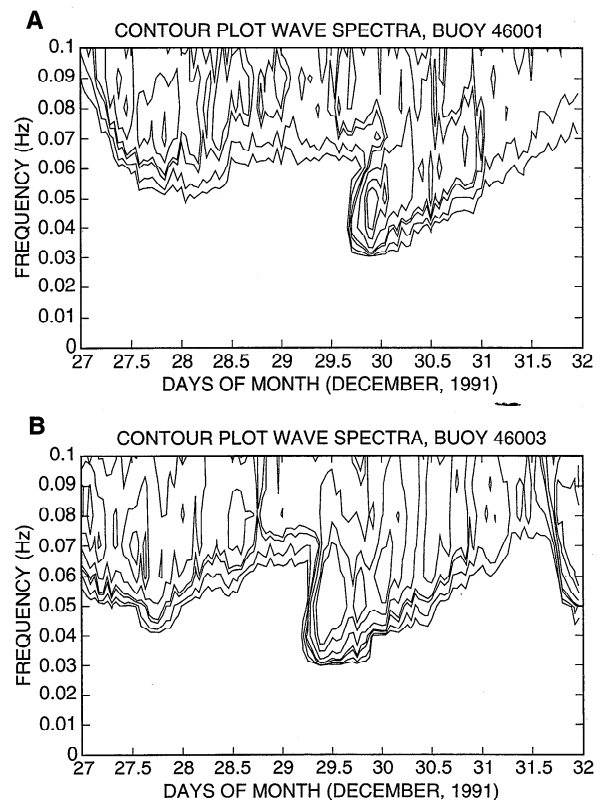 A
CONTOUR PLOT WAVE SPECTRA, BUOY 46001
0.1
0.09
0.08
0.07
0.06
0.05
0.04
0.03
0.02
0.01
0
FREQUENCY (Hz)
27 27.5 28 28.5 29 29.5 30 30.5 31 31.5 32
DAYS OF MONTH (DECEMBER, 1991)
B
CONTOUR PLOT WAVE SPECTRA, BUOY 46003
0.1
0.09
0.08
0.07
0.06
0.05
0.04
0.03
0.02
0.01
0
FREQUENCY (Hz)
27 27.5 28 28.5 29 29.5 30 30.5 31 31.5 32
DAYS OF MONTH (DECEMBER, 1991)